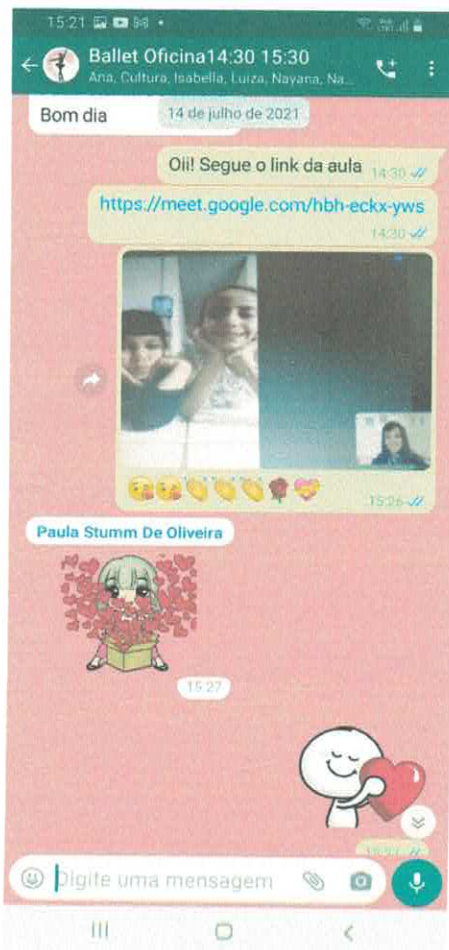 15:21
Ballet Oficina14:30 15:30
Ana, Cultura, Isabella, Luiza, Nayana, Na...
Bom dia
14 de julho de 2021
Oii! Segue o link da aula 14:30
https://meet.google.com/hbh-eckx-yws
14:30
15:26
Paula Stumm De Oliveira
15:27
Digite uma mensagem